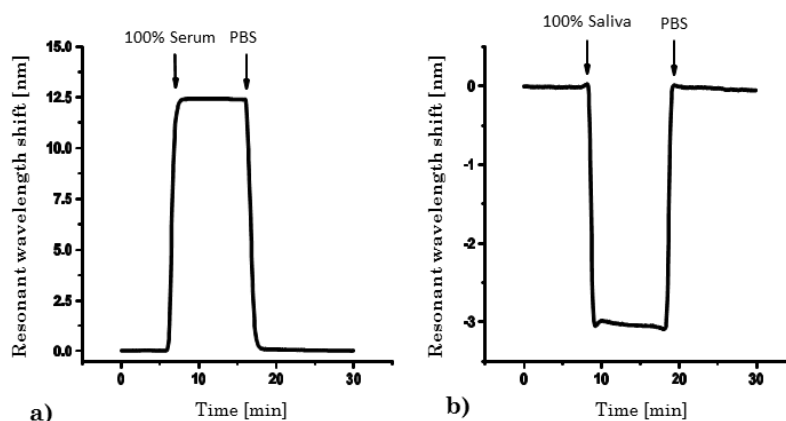 100% Serum PBS
15.0
12.5
10.0
7.5
5.0
2.5
0.0
Resonant wavelength shift [nm]
0 10 20 30
Time [min]
a)
100% Saliva PBS
0
-1
-2
-3
Resonant wavelength shift [nm]
0 10 20 30
Time [min]
b)